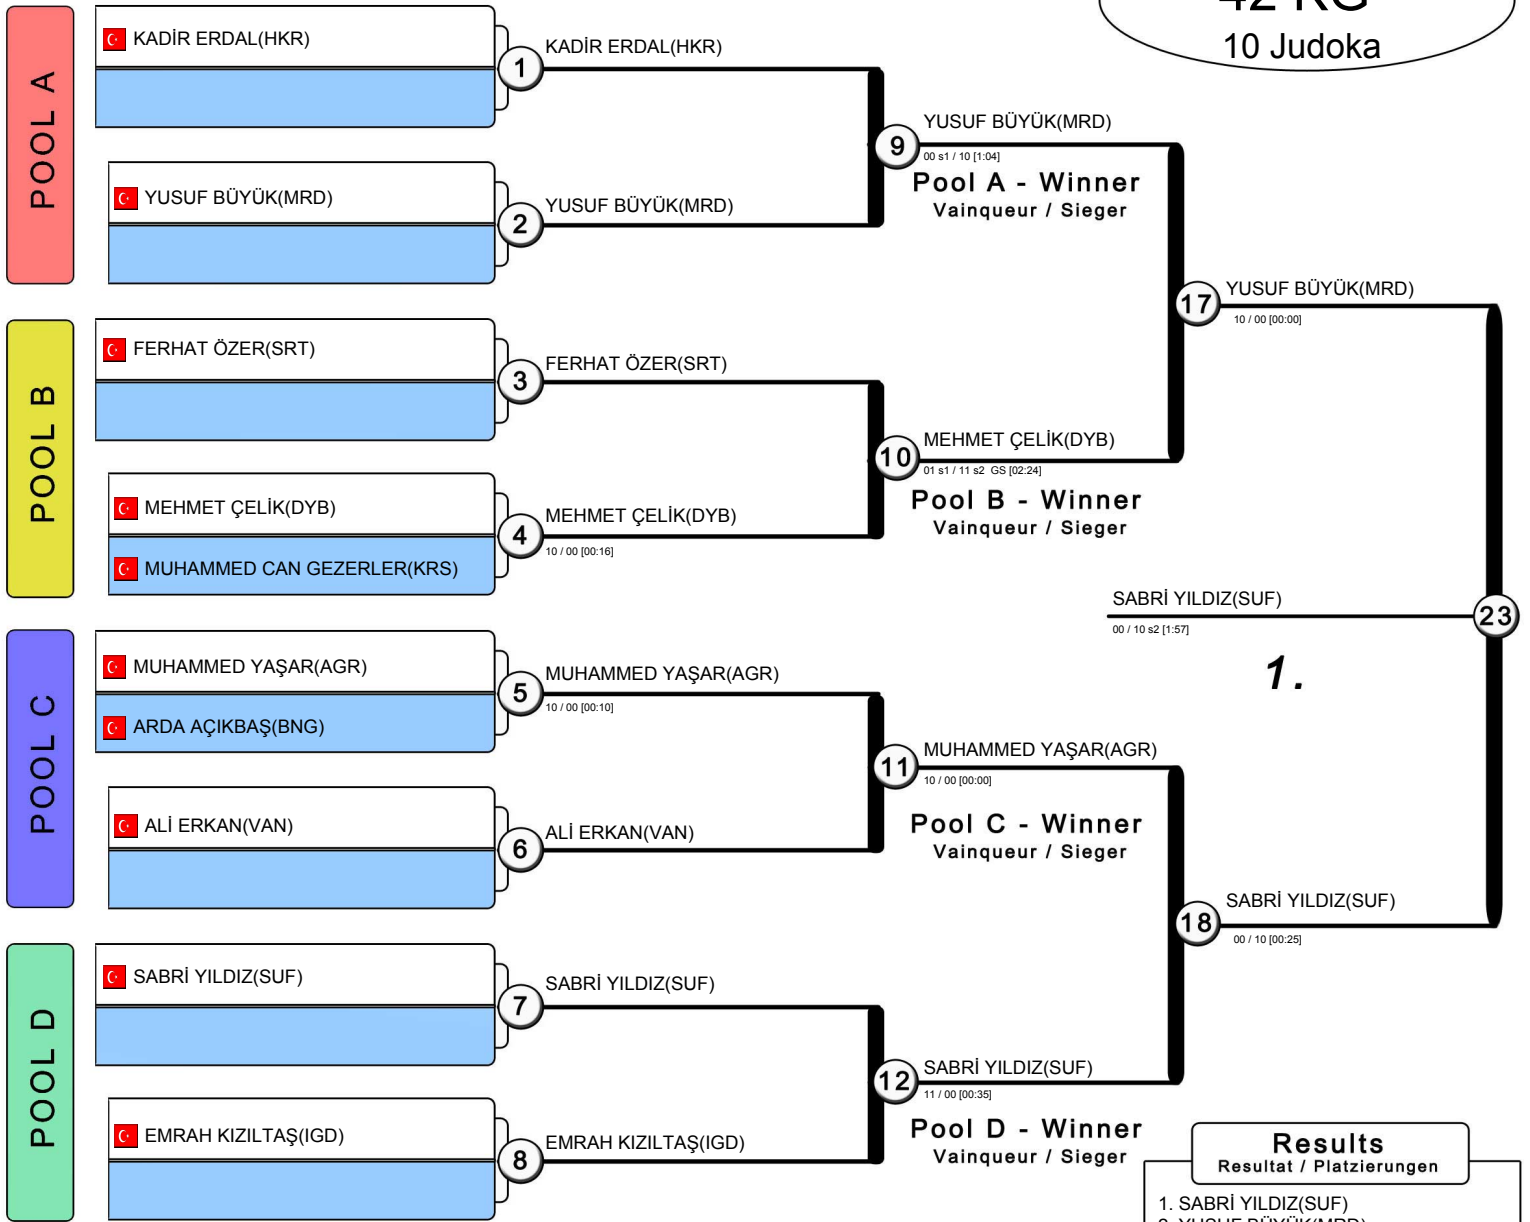 42 KG
10 Judoka
POOL A
KADİR ERDAL(HKR)
1
KADİR ERDAL(HKR)
YUSUF BÜYÜK(MRD)
2
YUSUF BÜYÜK(MRD)
9
YUSUF BÜYÜK(MRD)
00 s1 / 10 [1:04]
Pool A - Winner
Vainqueur / Sieger
POOL B
FERHAT ÖZER(SRT)
3
FERHAT ÖZER(SRT)
MEHMET ÇELİK(DYB)
MUHAMMED CAN GEZERLER(KRS)
4
MEHMET ÇELİK(DYB)
10 / 00 [00:16]
10
MEHMET ÇELİK(DYB)
01 s1 / 11 s2 GS [02:24]
Pool B - Winner
Vainqueur / Sieger
17
YUSUF BÜYÜK(MRD)
10 / 00 [00:00]
POOL C
MUHAMMED YAŞAR(AGR)
ARDA AÇIKBAŞ(BNG)
5
MUHAMMED YAŞAR(AGR)
10 / 00 [00:10]
ALİ ERKAN(VAN)
6
ALİ ERKAN(VAN)
11
MUHAMMED YAŞAR(AGR)
10 / 00 [00:00]
Pool C - Winner
Vainqueur / Sieger
POOL D
SABRİ YILDIZ(SUF)
7
SABRİ YILDIZ(SUF)
EMRAH KIZILTAŞ(IGD)
8
EMRAH KIZILTAŞ(IGD)
12
SABRİ YILDIZ(SUF)
11 / 00 [00:35]
Pool D - Winner
Vainqueur / Sieger
18
SABRİ YILDIZ(SUF)
00 / 10 [00:25]
23
SABRİ YILDIZ(SUF)
00 / 10 s2 [1:57]
1.
Results
Resultat / Platzierungen
1. SABRİ YILDIZ(SUF)
2. YUSUF BÜYÜK(MRD)